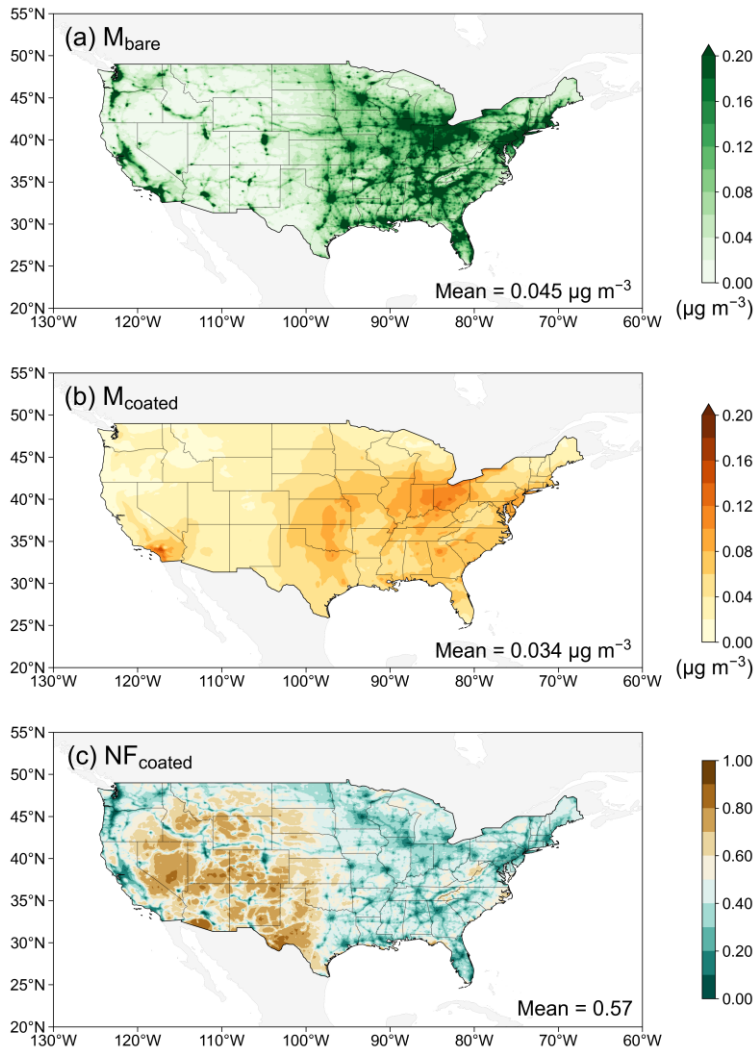 (a) M_bare
55°N
50°N
45°N
40°N
35°N
30°N
25°N
20°N
130°W 120°W 110°W 100°W 90°W 80°W 70°W 60°W
Mean = 0.045 μg m⁻³
0.20
0.16
0.12
0.08
0.04
0.00
(μg m⁻³)
(b) M_coated
55°N
50°N
45°N
40°N
35°N
30°N
25°N
20°N
130°W 120°W 110°W 100°W 90°W 80°W 70°W 60°W
Mean = 0.034 μg m⁻³
0.20
0.16
0.12
0.08
0.04
0.00
(μg m⁻³)
(c) NF_coated
55°N
50°N
45°N
40°N
35°N
30°N
25°N
20°N
130°W 120°W 110°W 100°W 90°W 80°W 70°W 60°W
Mean = 0.57
1.00
0.80
0.60
0.40
0.20
0.00